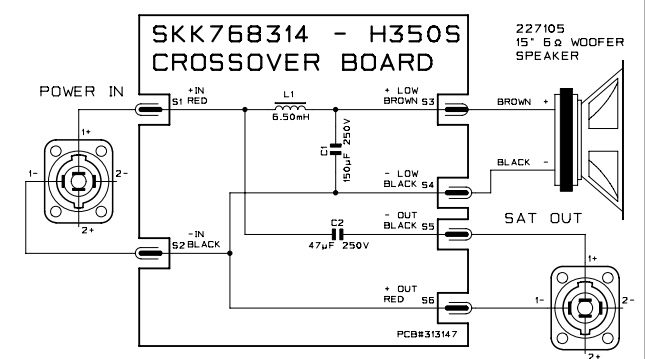 SKK768314 - H350S
CROSSOVER BOARD
227105
15" 6Ω WOOFER
SPEAKER
POWER IN
S1
+IN
RED
L1
6.50mH
+ LOW
BROWN S3
BROWN +
1+
1-
2-
2+
C1
150µF 250V
- LOW
BLACK S4
BLACK -
- OUT
BLACK S5
SAT OUT
C2
47µF 250V
S2
-IN
BLACK
1+
1-
2-
2+
+ OUT
RED S6
PCB#313147